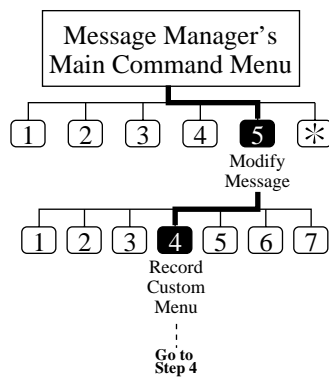 Message Manager's
Main Command Menu
1 2 3 4 5 *
Modify
Message
1 2 3 4 5 6 7
Record
Custom
Menu
Go to
Step 4